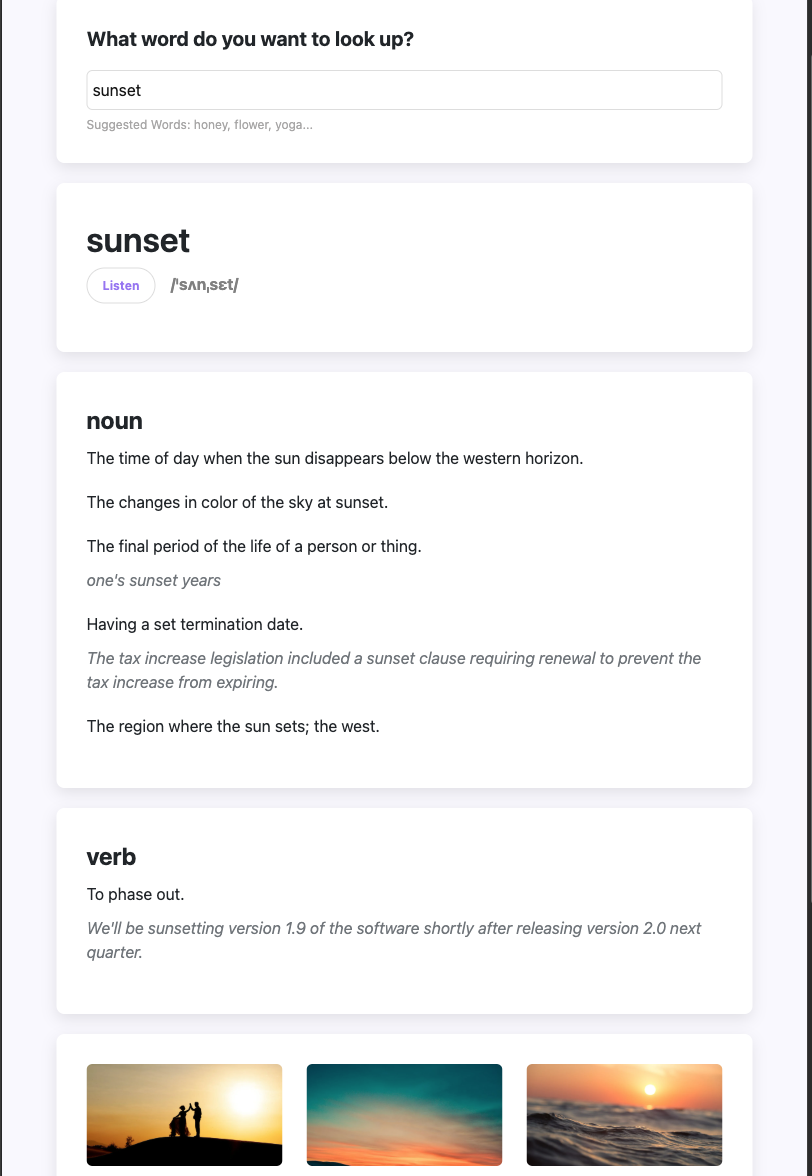 What word do you want to look up?
sunset
Suggested Words: honey, flower, yoga...
sunset
Listen /ˈsʌnˌsɛt/
noun
The time of day when the sun disappears below the western horizon.
The changes in color of the sky at sunset.
The final period of the life of a person or thing.
one's sunset years
Having a set termination date.
The tax increase legislation included a sunset clause requiring renewal to prevent the
tax increase from expiring.
The region where the sun sets; the west.
verb
To phase out.
We'll be sunsetting version 1.9 of the software shortly after releasing version 2.0 next
quarter.